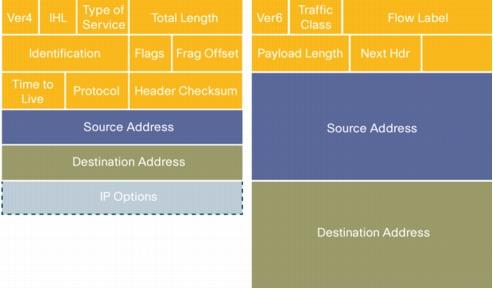 Ver4 IHL Type of Service Total Length
Identification Flags Frag Offset
Time to Live Protocol Header Checksum
Source Address
Destination Address
IP Options
Ver6 Traffic Class Flow Label
Payload Length Next Hdr
Source Address
Destination Address